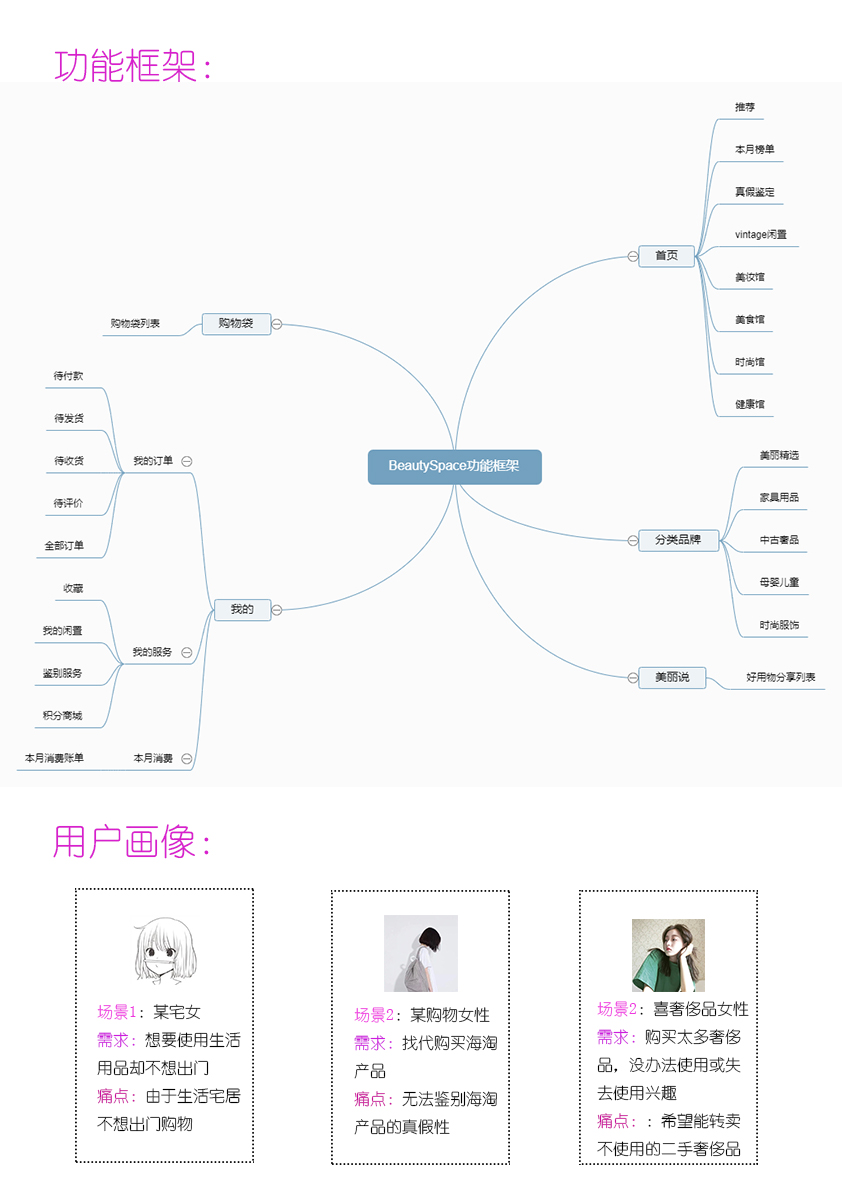 功能框架：
推荐
本月榜单
真假鉴定
vintage闲置
首页
美妆馆
美食馆
时尚馆
健康馆
购物袋列表
购物袋
待付款
待发货
待收货
我的订单
待评价
全部订单
BeautySpace功能框架
美丽精选
家具用品
分类品牌
中古奢品
母婴儿童
时尚服饰
收藏
我的闲置
我的服务
鉴别服务
积分商城
我的
本月消费账单
本月消费
美丽说
好用物分享列表
用户画像：
场景1：某宅女
需求：想要使用生活
用品却不想出门
痛点：由于生活宅居
不想出门购物
场景2：某购物女性
需求：找代购买海淘
产品
痛点：无法鉴别海淘
产品的真假性
场景2：喜奢侈品女性
需求：购买太多奢侈
品，没办法使用或失
去使用兴趣
痛点：：希望能转卖
不使用的二手奢侈品